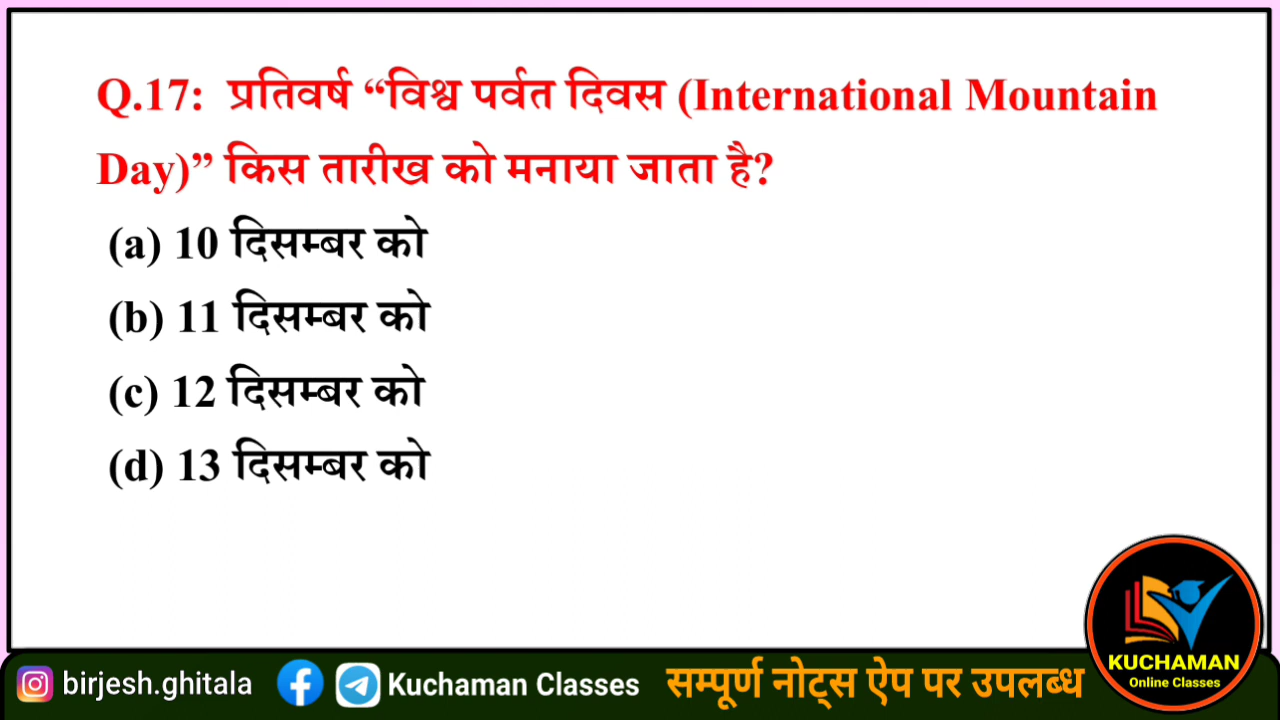 Q.17: प्रतिवर्ष “विश्व पर्वत दिवस (International Mountain
Day)” किस तारीख को मनाया जाता है?
(a) 10 दिसम्बर को
(b) 11 दिसम्बर को
(c) 12 दिसम्बर को
(d) 13 दिसम्बर को
KUCHAMAN
Online Classes
birjesh.ghitala Kuchaman Classes सम्पूर्ण नोट्स ऐप पर उपलब्ध